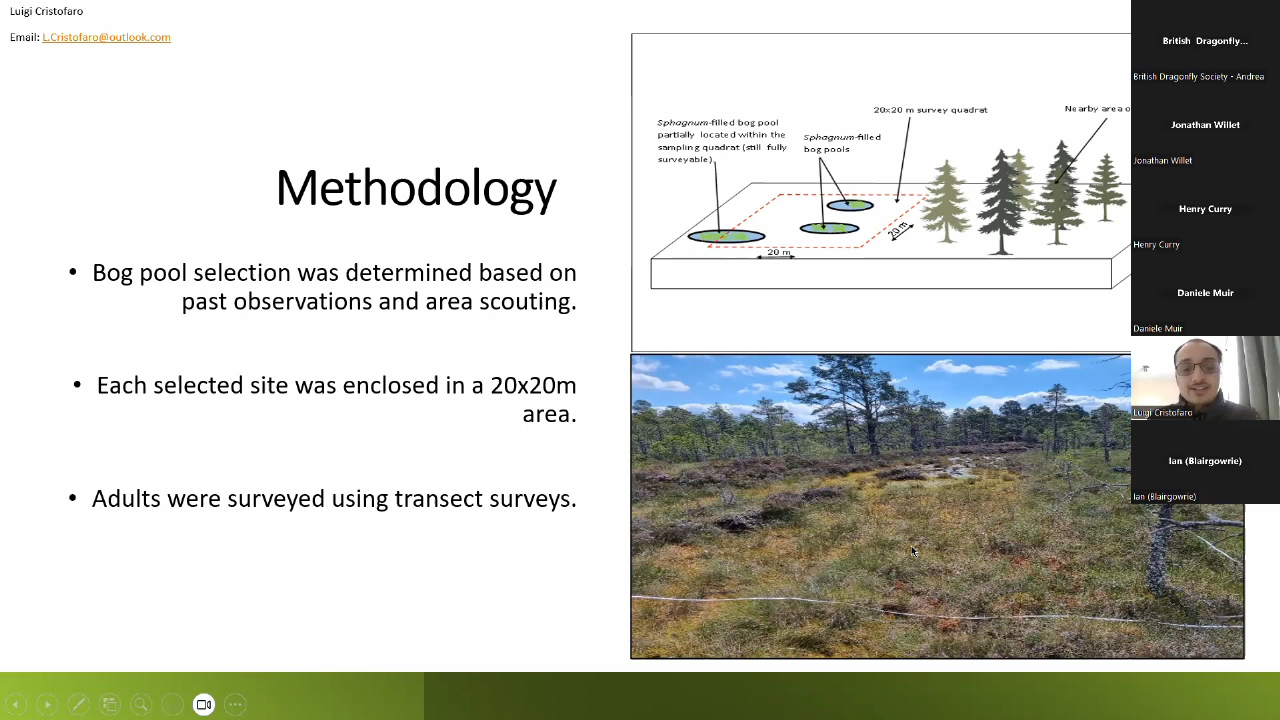 Luigi Cristofaro
Email: L.Cristofaro@outlook.com
Methodology
• Bog pool selection was determined based on
past observations and area scouting.
• Each selected site was enclosed in a 20x20m
area.
• Adults were surveyed using transect surveys.
Sphagnum-filled bog pool
partially located within the
sampling quadrat (still fully
surveyable)
Sphagnum-filled
bog pools
20x20 m survey quadrat
Nearby area
20 m
20 m
British Dragonfly...
British Dragonfly Society - Andrea
Jonathan Willet
Jonathan Willet
Henry Curry
Henry Curry
Daniele Muir
Daniele Muir
Luigi Cristofaro
Ian (Blairgowrie)
Ian (Blairgowrie)